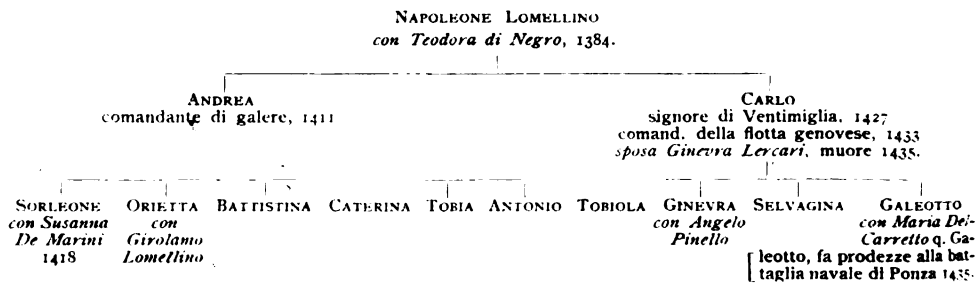 NAPOLEONE LOMELLINO
con Teodora di Negro, 1384.
ANDREA
comandante di galere, 1411
CARLO
signore di Ventimiglia, 1427
comand. della flotta genovese, 1433
sposa Ginevra Lercari, muore 1435.
SORLEONE
con Susanna
De Marini
1418
ORIETTA
con
Girolamo
Lomellino
BATTISTINA
CATERINA
TOBIA
ANTONIO
TOBIOLA
GINEVRA
con Angelo
Pinello
SELVAGINA
GALEOTTO
con Maria Del-
Carretto q. Ga-
[leotto, fa prodezze alla bat-
taglia navale di Ponza 1435.